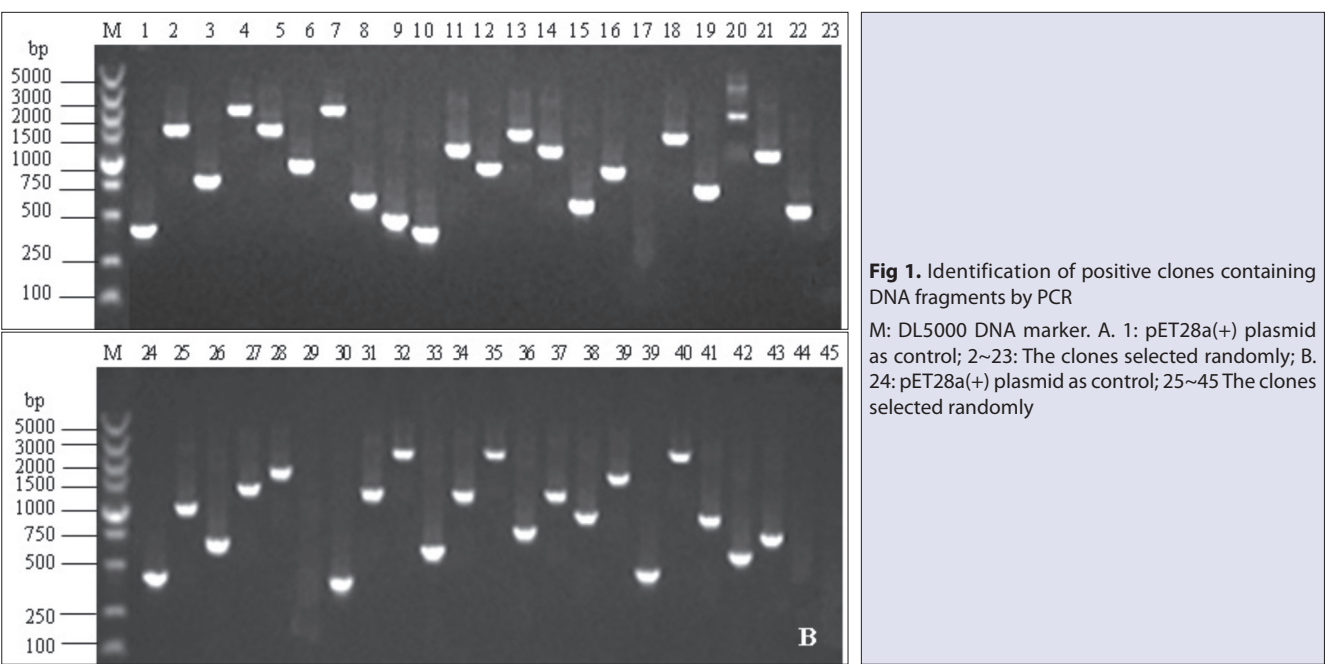 M 1 2 3 4 5 6 7 8 9 10 11 12 13 14 15 16 17 18 19 20 21 22 23
bp
5000
3000
2000
1500
1000
750
500
250
100
M 24 25 26 27 28 29 30 31 32 33 34 35 36 37 38 39 39 40 41 42 43 44 45
bp
5000
3000
2000
1500
1000
750
500
250
100
B
Fig 1. Identification of positive clones containing
DNA fragments by PCR
M: DL5000 DNA marker. A. 1: pET28a(+) plasmid
as control; 2~23: The clones selected randomly; B.
24: pET28a(+) plasmid as control; 25~45 The clones
selected randomly